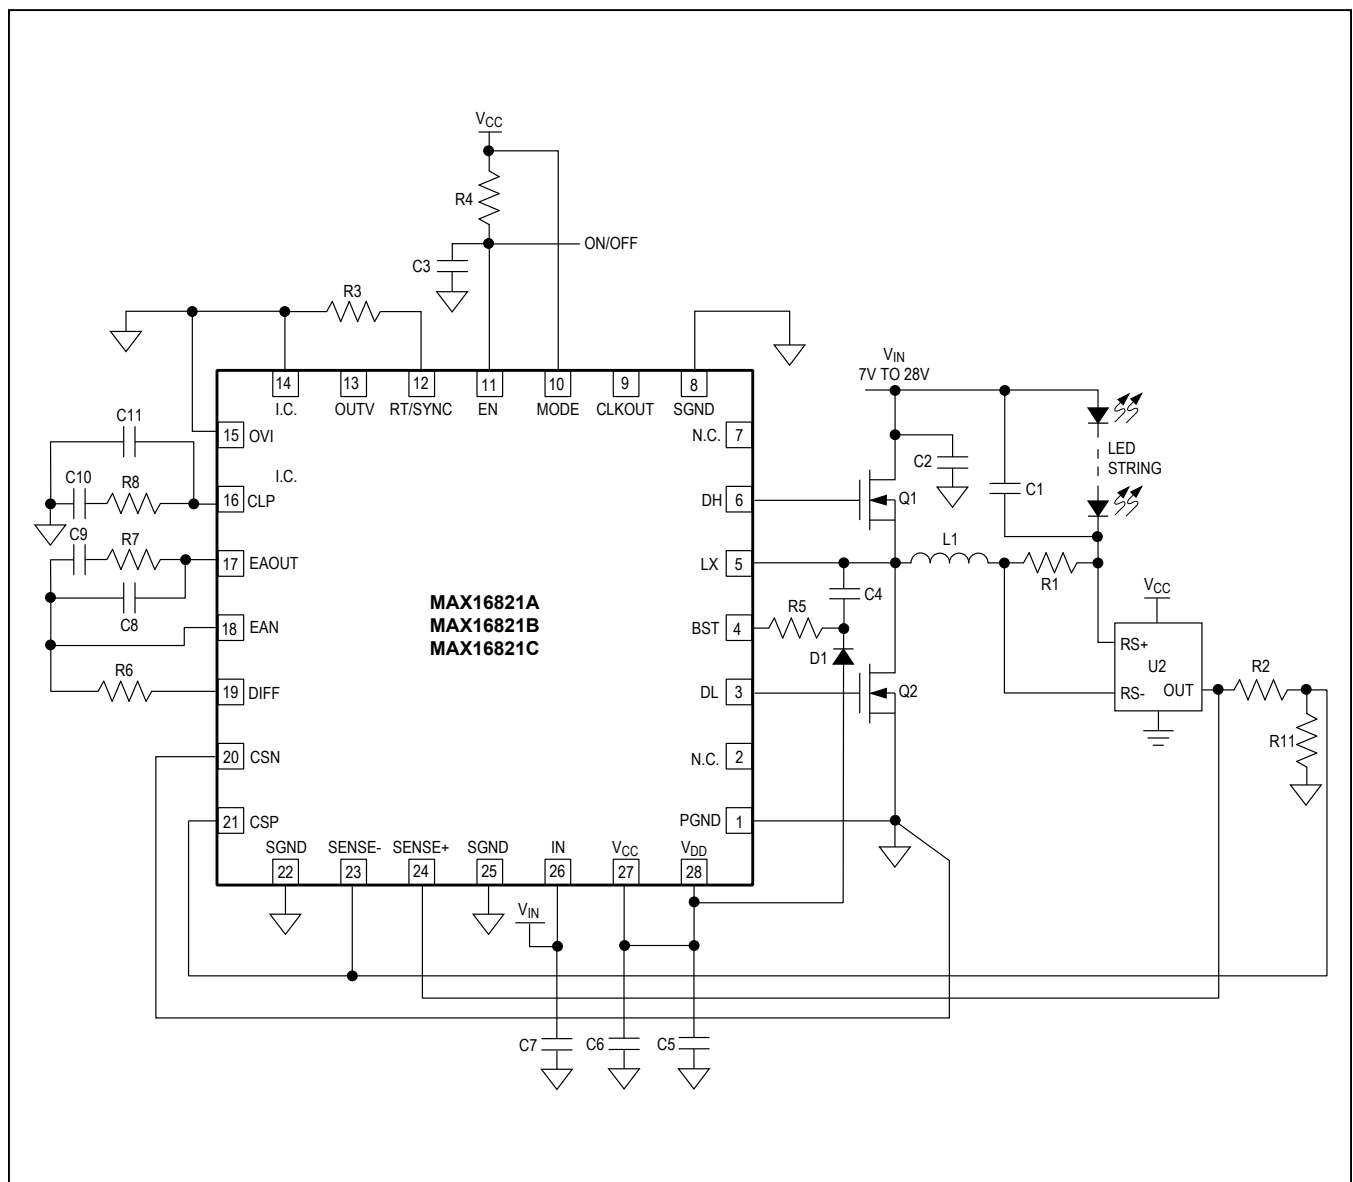 VCC
R4
ON/OFF
C3
R3
VIN
7V TO 28V
14 13 12 11 10 9 8
I.C. OUTV RT/SYNC EN MODE CLKOUT SGND
C11
15 OVI
N.C. 7
I.C.
C10 R8
16 CLP
DH 6
Q1
C2
C1
LED
STRING
C9 R7
17 EAOUT
LX 5
L1
R1
C8
C4
VCC
MAX16821A
MAX16821B
MAX16821C
18 EAN
BST 4
R5
D1
RS+
U2
RS-
OUT
R2
R6
19 DIFF
DL 3
Q2
R11
20 CSN
N.C. 2
21 CSP
PGND 1
SGND SENSE- SENSE+ SGND IN VCC VDD
22 23 24 25 26 27 28
VIN
C7 C6 C5